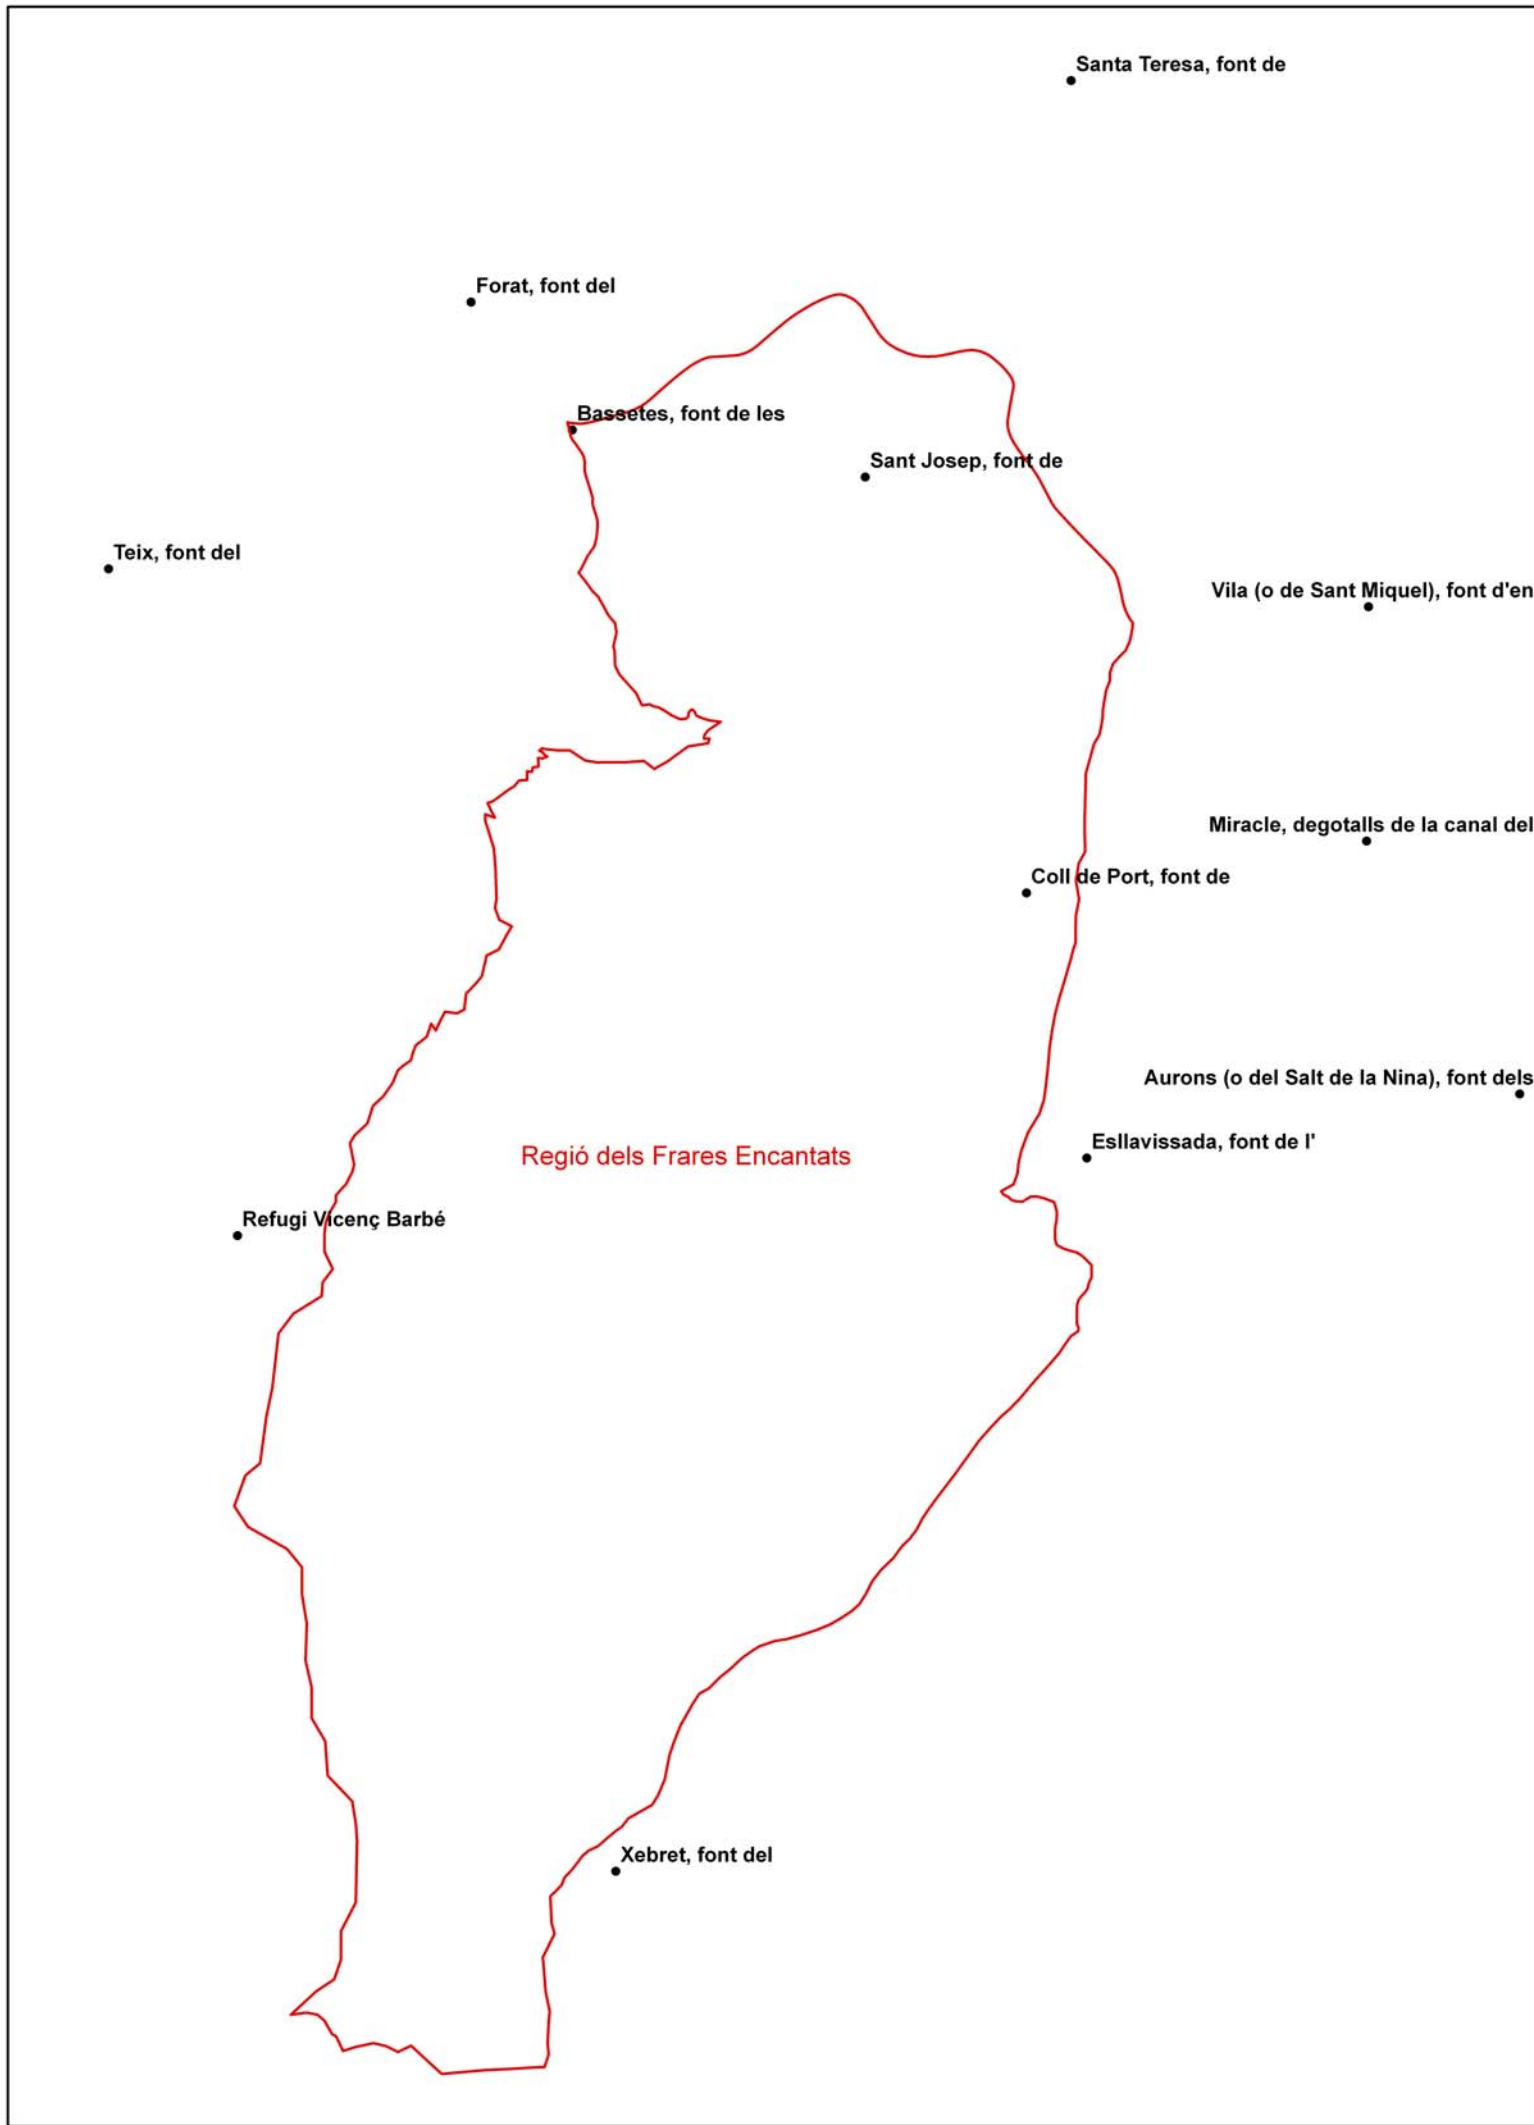 Santa Teresa, font de
Forat, font del
Bassetes, font de les
Sant Josep, font de
Teix, font del
Vila (o de Sant Miquel), font d'en
Miracle, degotalls de la canal del
Coll de Port, font de
Aurons (o del Salt de la Nina), font dels
Esllavissada, font de l'
Regió dels Frares Encantats
Refugi Vicenç Barbé
Xebret, font del